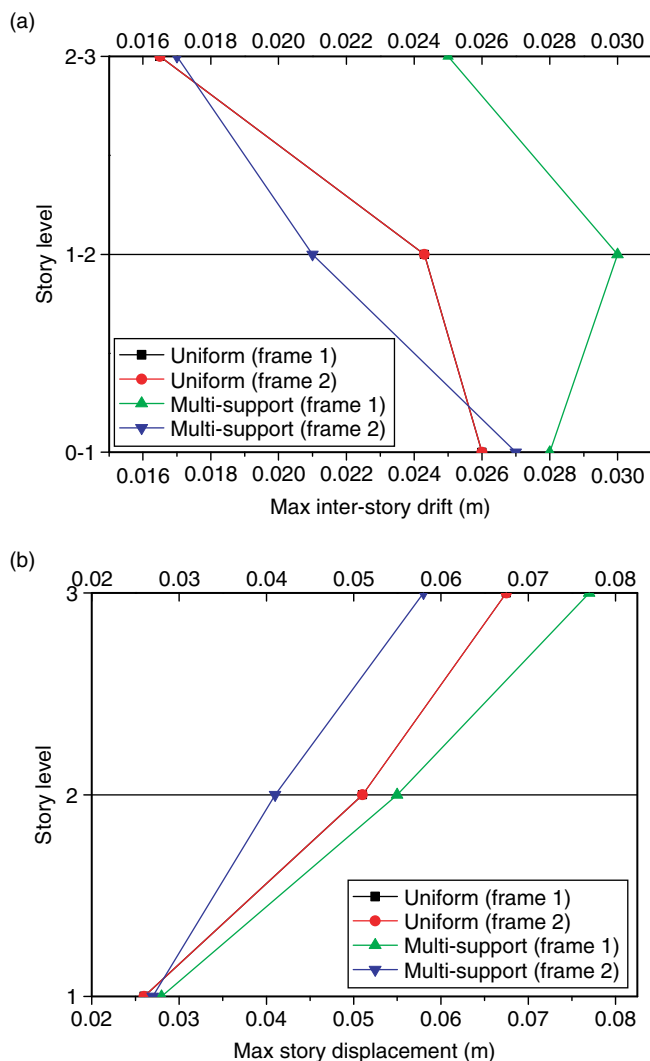 (a)
0.016 0.018 0.020 0.021 0.022 0.024 0.026 0.028 0.030
2-3
1-2
0-1
Story level
Uniform (frame 1)
Uniform (frame 2)
Multi-support (frame 1)
Multi-support (frame 2)
0.016 0.018 0.020 0.021 0.022 0.024 0.026 0.028 0.030
Max inter-story drift (m)
(b)
0.02 0.03 0.04 0.05 0.06 0.07 0.08
3
2
1
Story level
Uniform (frame 1)
Uniform (frame 2)
Multi-support (frame 1)
Multi-support (frame 2)
0.02 0.03 0.04 0.05 0.06 0.07 0.08
Max story displacement (m)